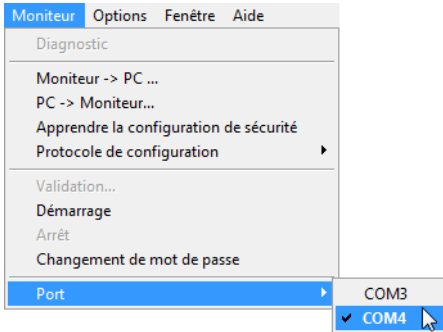 Moniteur Options Fenêtre Aide
Diagnostic
Moniteur -> PC ...
PC -> Moniteur...
Apprendre la configuration de sécurité
Protocole de configuration
Validation...
Démarrage
Arrêt
Changement de mot de passe
Port
COM3
COM4